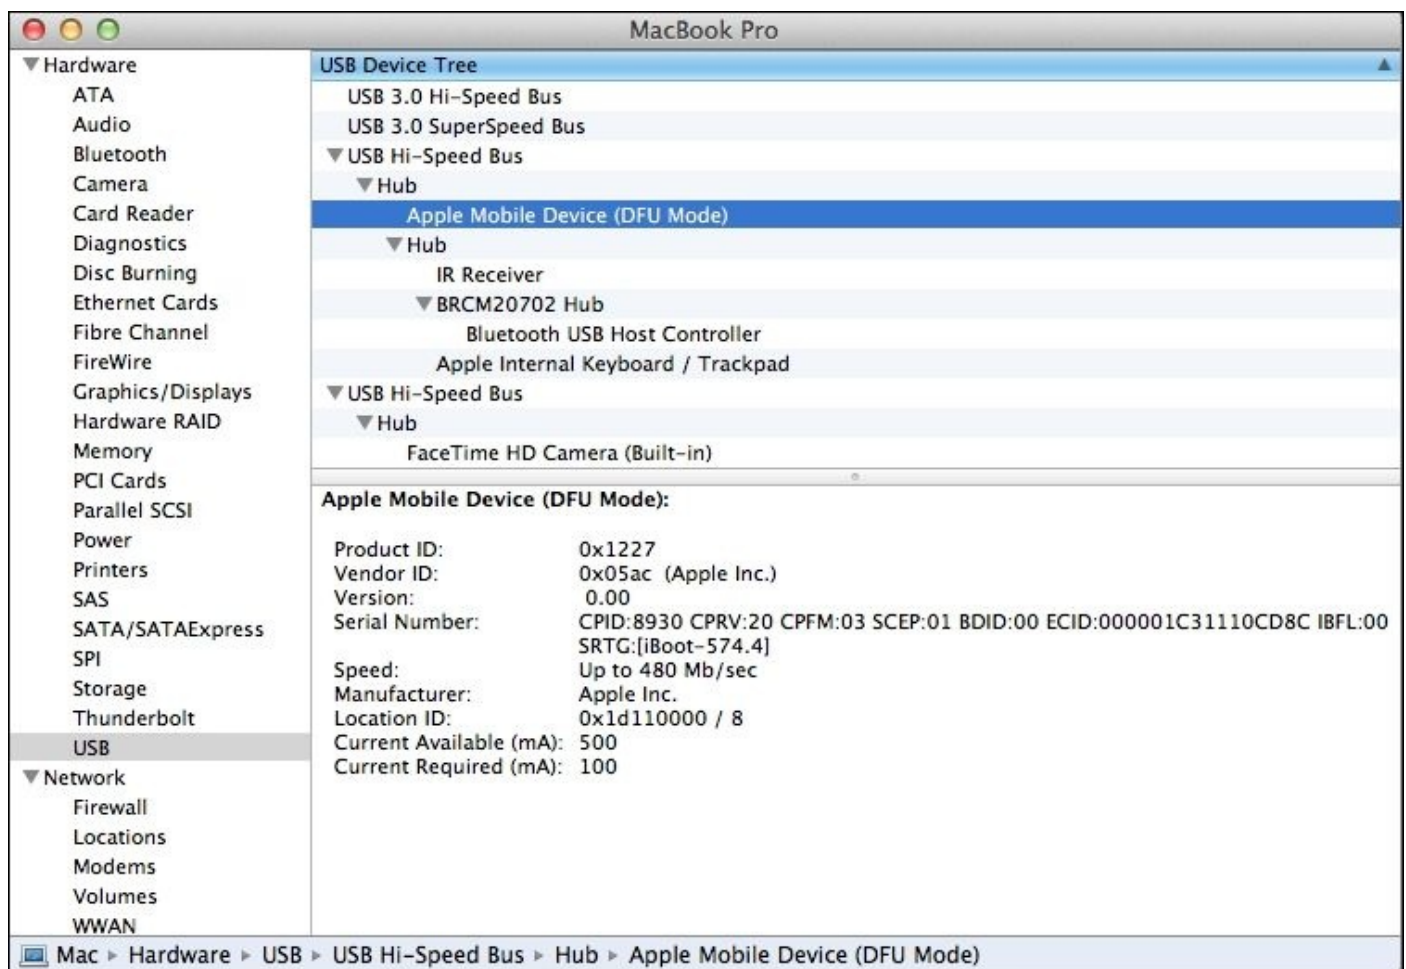 MacBook Pro
Hardware
ATA
Audio
Bluetooth
Camera
Card Reader
Diagnostics
Disc Burning
Ethernet Cards
Fibre Channel
FireWire
Graphics/Displays
Hardware RAID
Memory
PCI Cards
Parallel SCSI
Power
Printers
SAS
SATA/SATAExpress
SPI
Storage
Thunderbolt
USB
Network
Firewall
Locations
Modems
Volumes
WWAN
USB Device Tree
USB 3.0 Hi-Speed Bus
USB 3.0 SuperSpeed Bus
USB Hi-Speed Bus
Hub
Apple Mobile Device (DFU Mode)
Hub
IR Receiver
BRCM20702 Hub
Bluetooth USB Host Controller
Apple Internal Keyboard / Trackpad
USB Hi-Speed Bus
Hub
FaceTime HD Camera (Built-in)
Apple Mobile Device (DFU Mode):
Product ID: 0x1227
Vendor ID: 0x05ac (Apple Inc.)
Version: 0.00
Serial Number: CPID:8930 CPRV:20 CPFM:03 SCEP:01 BDID:00 ECID:000001C31110CD8C IBFL:00
SRTG:[iBoot-574.4]
Speed: Up to 480 Mb/sec
Manufacturer: Apple Inc.
Location ID: 0x1d110000 / 8
Current Available (mA): 500
Current Required (mA): 100
Mac ▸ Hardware ▸ USB ▸ USB Hi-Speed Bus ▸ Hub ▸ Apple Mobile Device (DFU Mode)